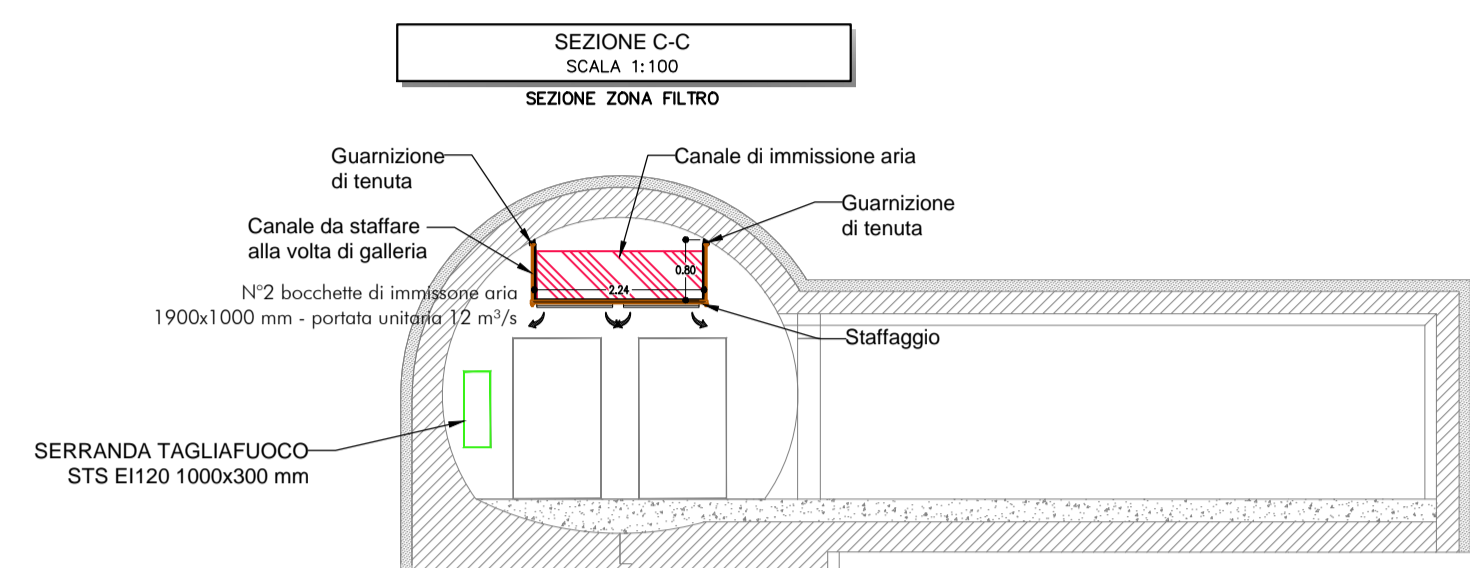 SEZIONE C-C
SCALA 1:100
SEZIONE ZONA FILTRO
Guarnizione
di tenuta
Canale di immissione aria
Guarnizione
di tenuta
Canale da staffare
alla volta di galleria
0.80
2.24
N°2 bocchette di immissone aria
1900x1000 mm - portata unitaria 12 m³/s
Staffaggio
SERRANDA TAGLIAFUOCO
STS EI120 1000x300 mm